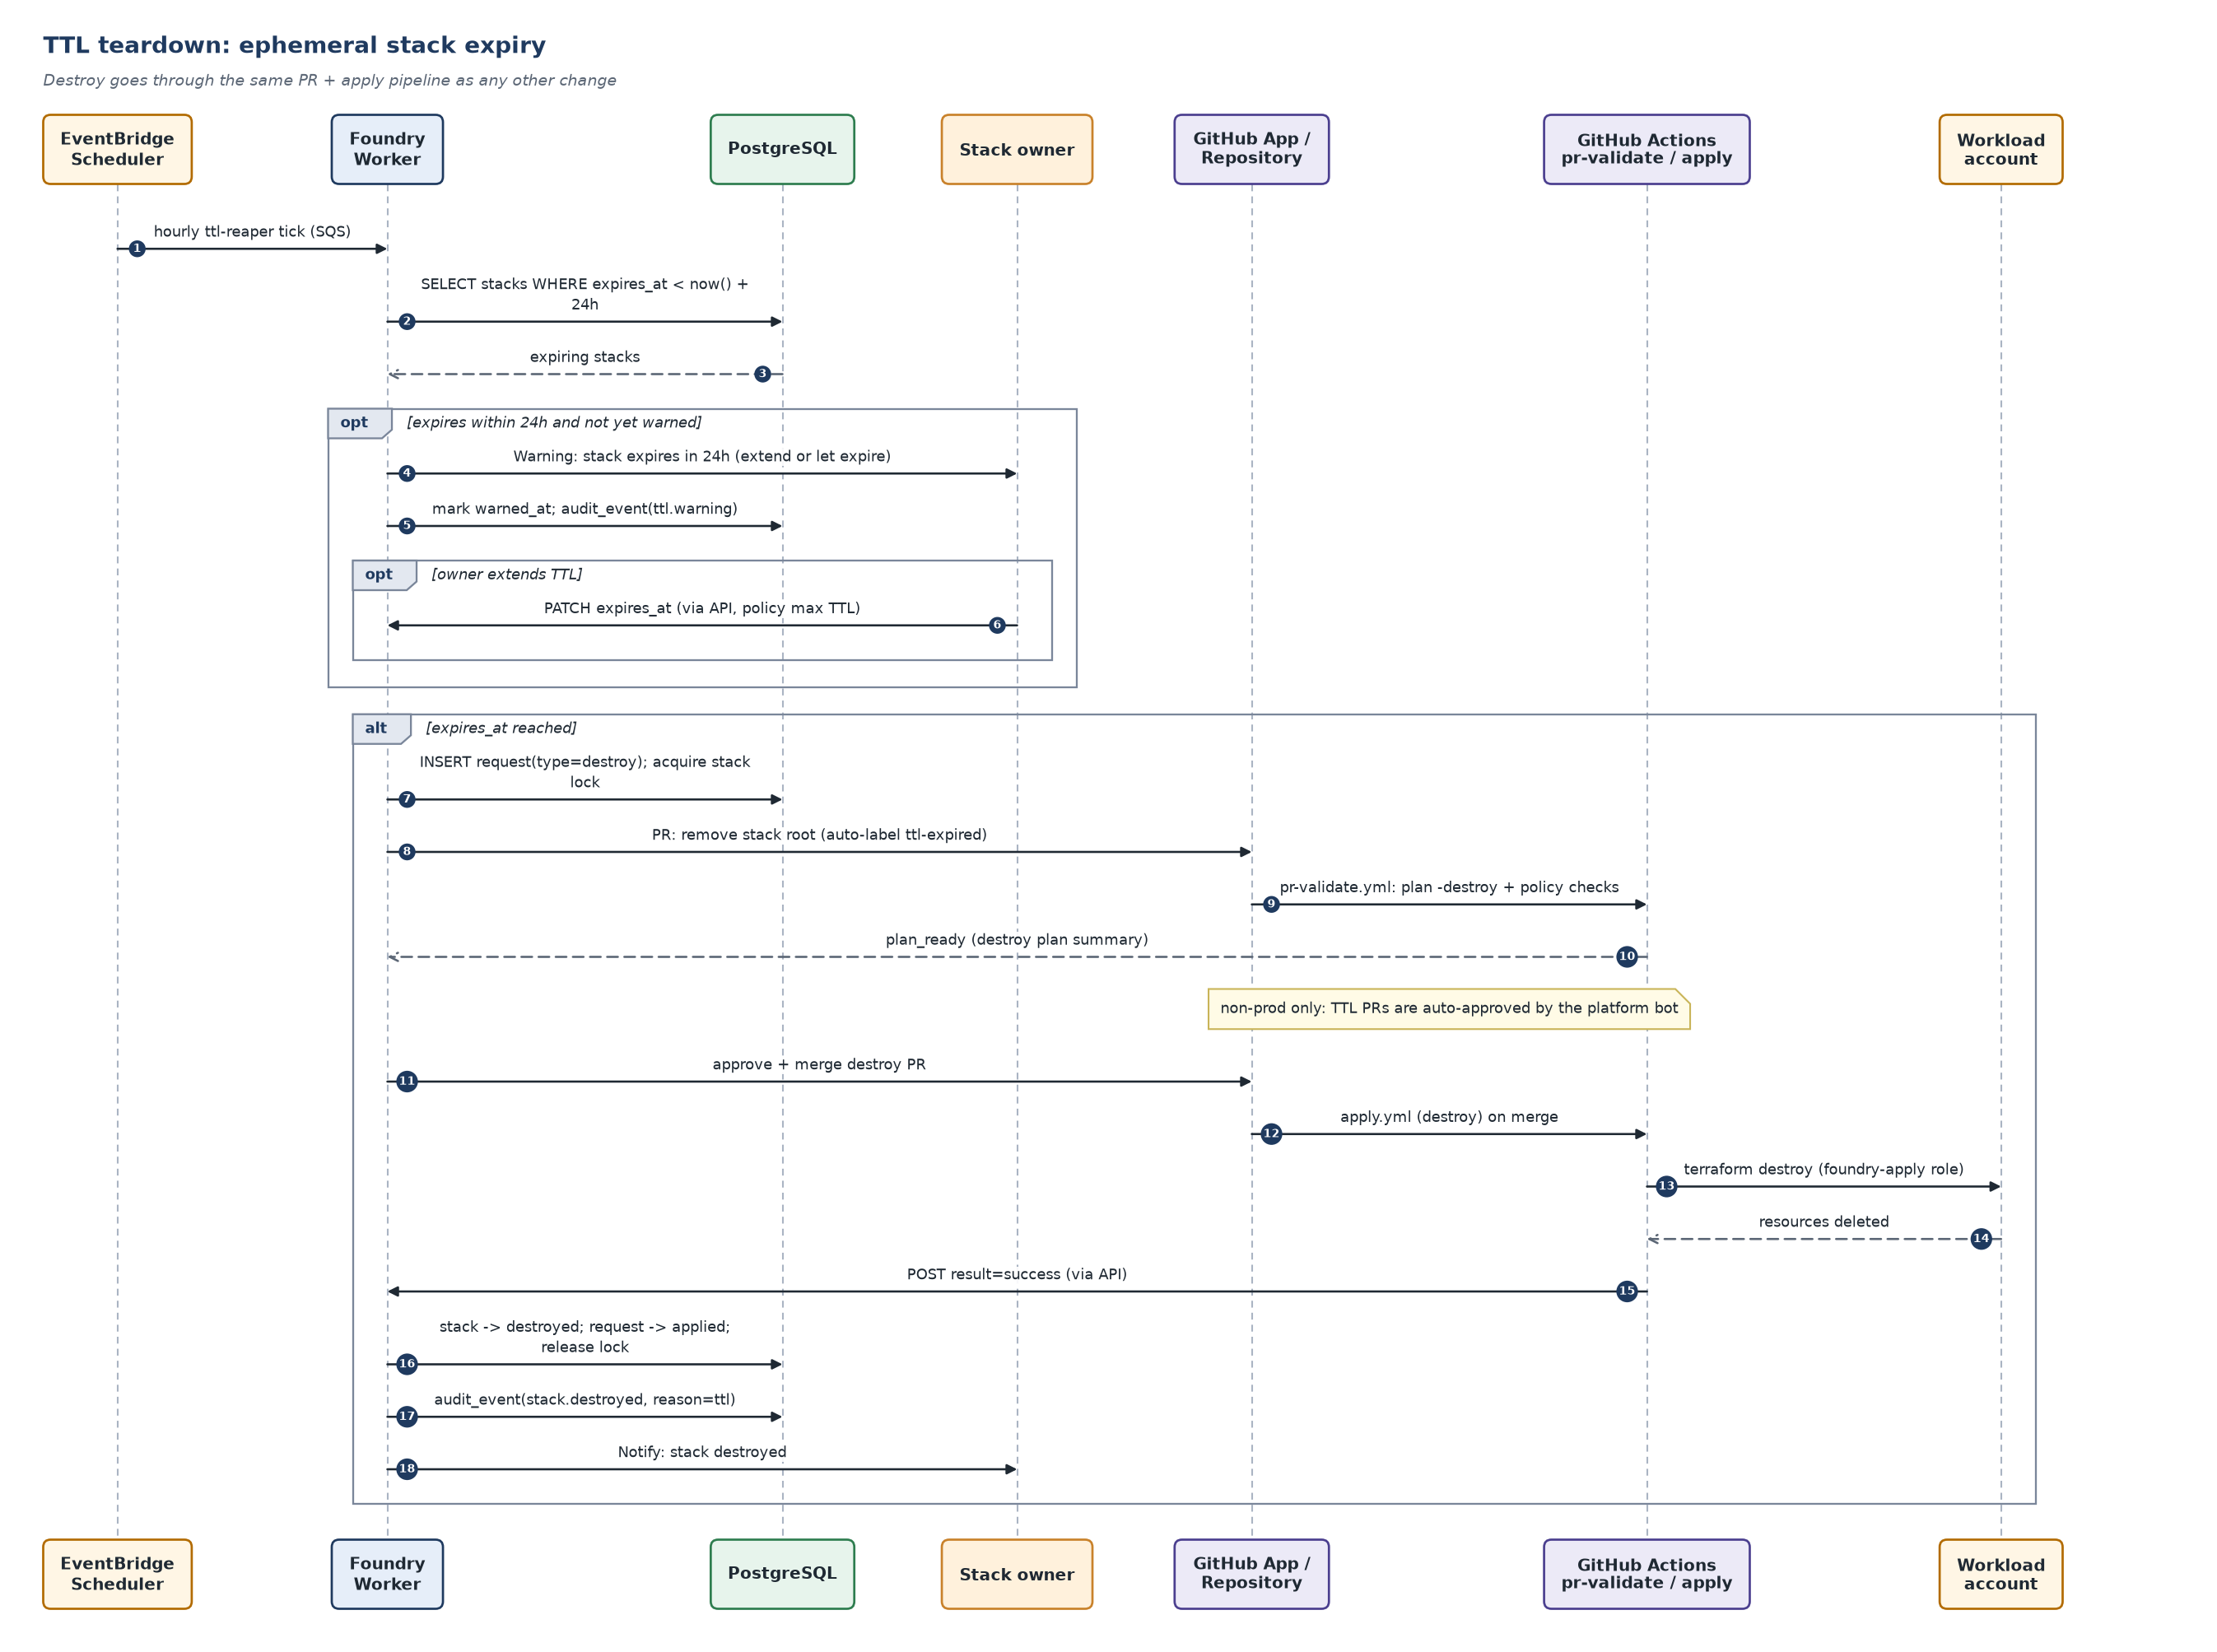 TTL teardown: ephemeral stack expiry
Destroy goes through the same PR + apply pipeline as any other change
EventBridge
Scheduler
Foundry
Worker
PostgreSQL
Stack owner
GitHub App /
Repository
GitHub Actions
pr-validate / apply
Workload
account
hourly ttl-reaper tick (SQS)
1
SELECT stacks WHERE expires_at < now() +
24h
2
expiring stacks
3
opt
[expires within 24h and not yet warned]
Warning: stack expires in 24h (extend or let expire)
4
mark warned_at; audit_event(ttl.warning)
5
opt
[owner extends TTL]
PATCH expires_at (via API, policy max TTL)
6
alt
[expires_at reached]
INSERT request(type=destroy); acquire stack
lock
7
PR: remove stack root (auto-label ttl-expired)
8
pr-validate.yml: plan -destroy + policy checks
9
plan_ready (destroy plan summary)
10
non-prod only: TTL PRs are auto-approved by the platform bot
approve + merge destroy PR
11
apply.yml (destroy) on merge
12
terraform destroy (foundry-apply role)
13
resources deleted
14
POST result=success (via API)
15
stack -> destroyed; request -> applied;
release lock
16
audit_event(stack.destroyed, reason=ttl)
17
Notify: stack destroyed
18
EventBridge
Scheduler
Foundry
Worker
PostgreSQL
Stack owner
GitHub App /
Repository
GitHub Actions
pr-validate / apply
Workload
account